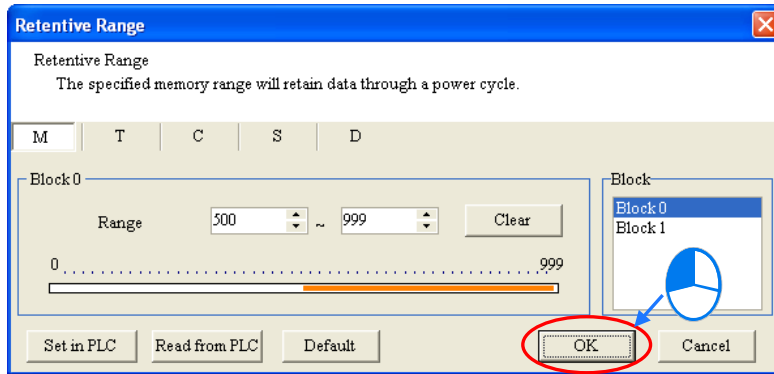 Retentive Range
Retentive Range
The specified memory range will retain data through a power cycle.
M T C S D
Block 0
Range 500 ~ 999 Clear
0 999
Block
Block 0
Block 1
Set in PLC Read from PLC Default OK Cancel